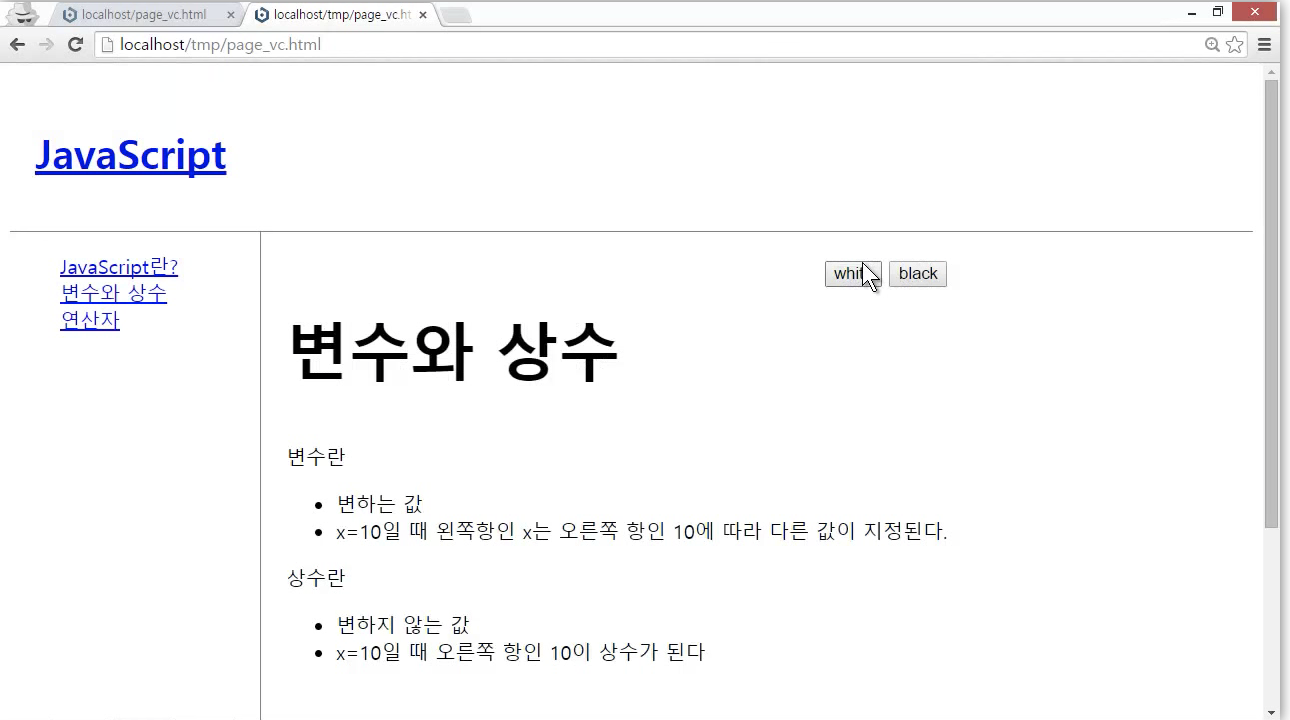 localhost/page_vc.html
localhost/tmp/page_vc.ht
localhost/tmp/page_vc.html
JavaScript
JavaScript란?
변수와 상수
연산자
black
변수와 상수
변수란
변하는 값
x=10일 때 왼쪽항인 x는 오른쪽 항인 10에 따라 다른 값이 지정된다.
상수란
변하지 않는 값
x=10일 때 오른쪽 항인 10이 상수가 된다